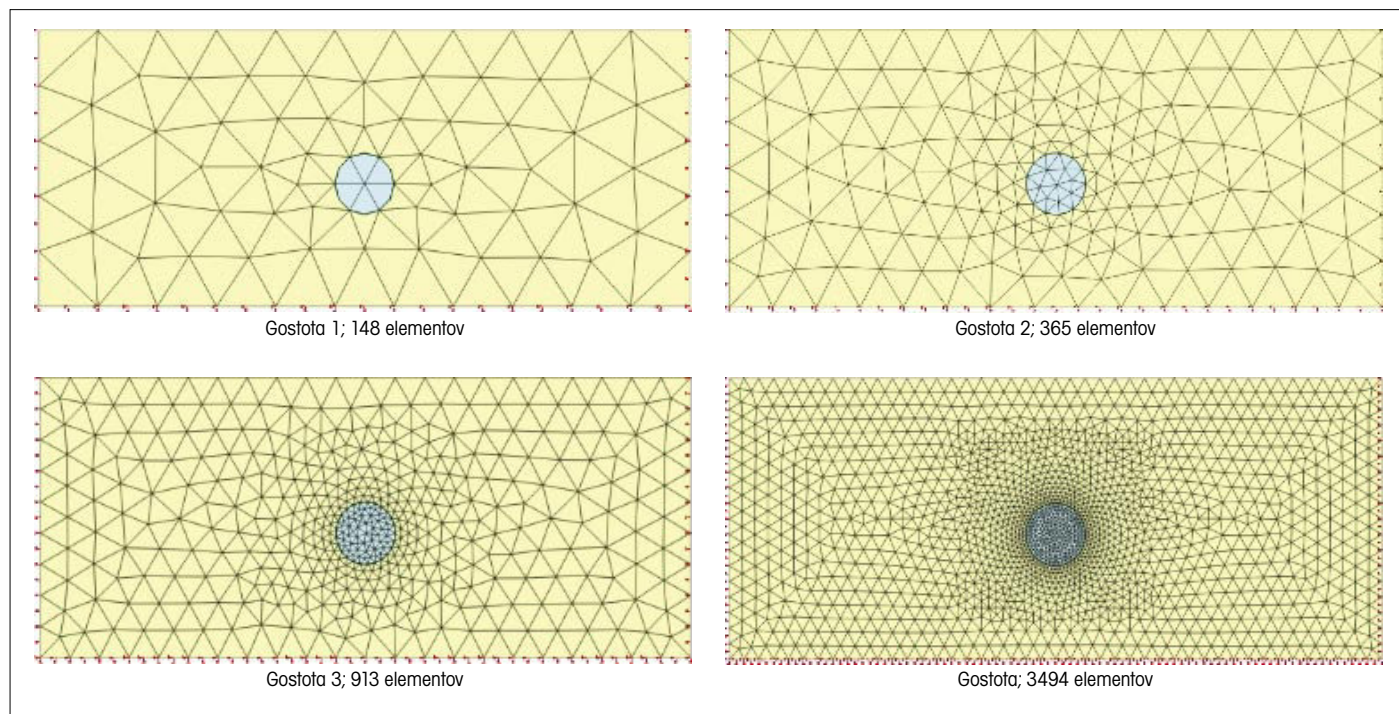 Gostota 1; 148 elementov
Gostota 2; 365 elementov
Gostota 3; 913 elementov
Gostota; 3494 elementov